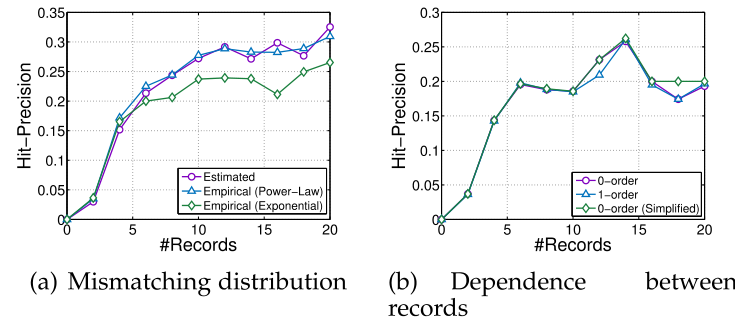 0.35
0.3
0.25
0.2
0.15
0.1
0.05
0
0 5 10 15 20
Hit−Precision
#Records
Estimated
Empirical (Power−Law)
Empirical (Exponential)
(a) Mismatching distribution
0.3
0.25
0.2
0.15
0.1
0.05
0
0 5 10 15 20
Hit−Precision
#Records
0−order
1−order
0−order (Simplified)
(b) Dependence between
records